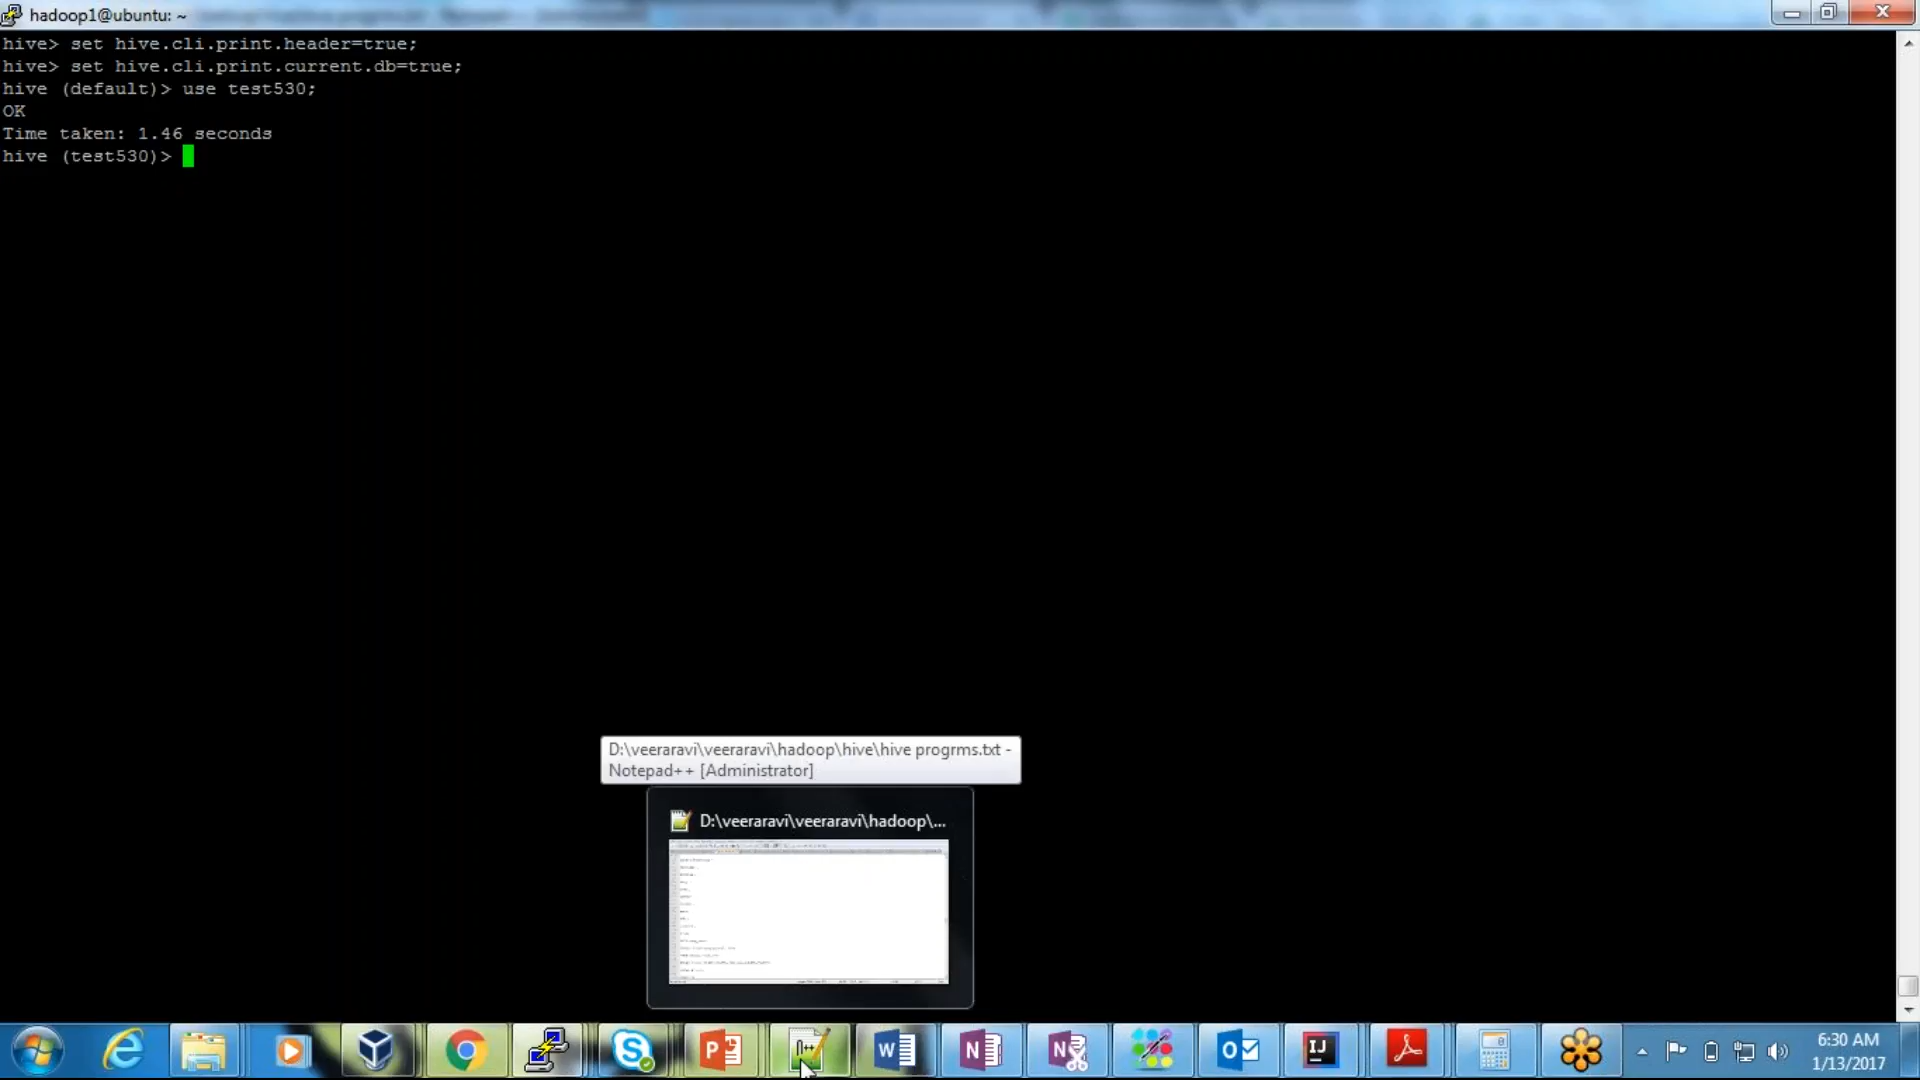 hadoop1@ubuntu: ~
hive> set hive.cli.print.header=true;
hive> set hive.cli.print.current.db=true;
hive (default)> use test530;
OK
Time taken: 1.46 seconds
hive (test530)>
D:\veeraravi\veeraravi\hadoop\hive\hive progrms.txt -
Notepad++ [Administrator]
D:\veeraravi\veeraravi\hadoop\...
6:30 AM
1/13/2017